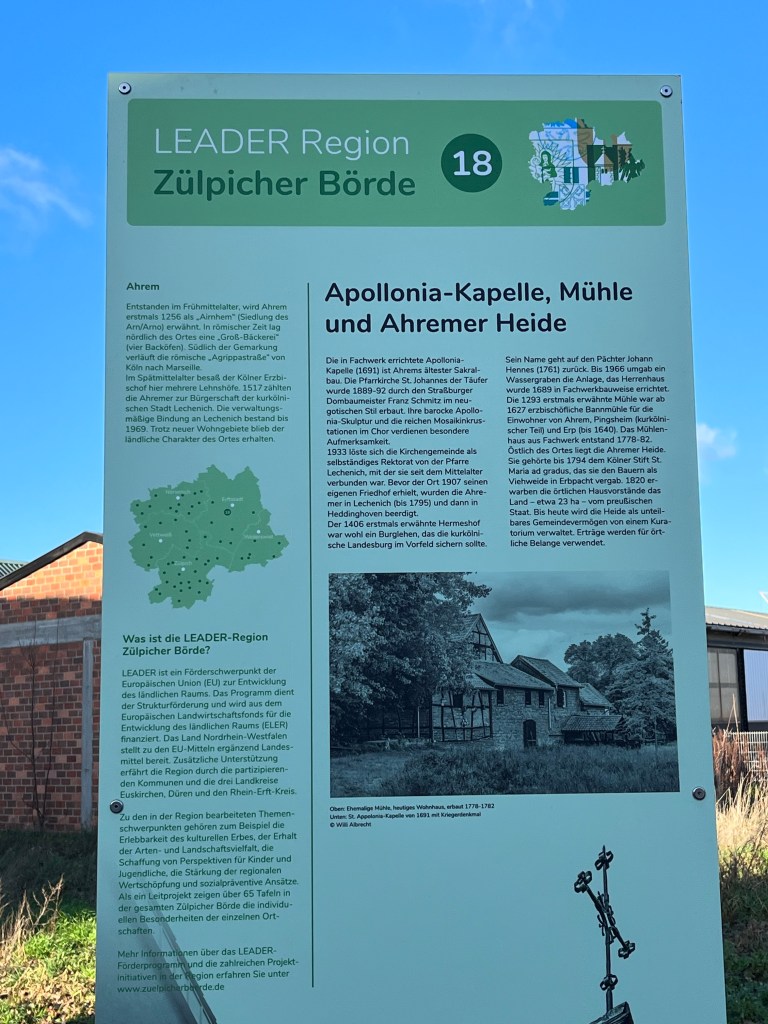 LEADER Region
Zülpicher Börde
18
Ahrem
Entstanden im Frühmittelalter, wird Ahrem
erstmals 1256 als „Airnhem" (Siedlung des
Arn/Arno) erwähnt. In römischer Zeit lag
nördlich des Ortes eine „Groß-Bäckerei"
(vier Backöfen). Südlich der Gemarkung
verläuft die römische „Agrippastraße" von
Köln nach Marseille.
Im Spätmittelalter besaß der Kölner Erzbi-
schof hier mehrere Lehnshöfe. 1517 zählten
die Ahremer zur Bürgerschaft der kurkölni-
schen Stadt Lechenich. Die verwaltungs-
mäßige Bindung an Lechenich bestand bis
1969. Trotz neuer Wohngebiete blieb der
ländliche Charakter des Ortes erhalten.
Was ist die LEADER-Region
Zülpicher Börde?
LEADER ist ein Förderschwerpunkt der
Europäischen Union (EU) zur Entwicklung
des ländlichen Raums. Das Programm dient
der Strukturförderung und wird aus dem
Europäischen Landwirtschaftsfonds für die
Entwicklung des ländlichen Raums (ELER)
finanziert. Das Land Nordrhein-Westfalen
stellt zu den EU-Mitteln ergänzend Landes-
mittel bereit. Zusätzliche Unterstützung
erfährt die Region durch die partizipieren-
den Kommunen und die drei Landkreise
Euskirchen, Düren und den Rhein-Erft-Kreis.
Zu den in der Region bearbeiteten Themen-
schwerpunkten gehören zum Beispiel die
Erlebbarkeit des kulturellen Erbes, der Erhalt
der Arten- und Landschaftsvielfalt, die
Schaffung von Perspektiven für Kinder und
Jugendliche, die Stärkung der regionalen
Wertschöpfung und sozialpräventive Ansätze.
Als ein Leitprojekt zeigen über 65 Tafeln in
der gesamten Zülpicher Börde die individu-
ellen Besonderheiten der einzelnen Ort-
schaften.
Mehr Informationen über das LEADER-
Förderprogramm und die zahlreichen Projekt-
initiativen in der Region erfahren Sie unter
www.zuelpicherboerde.de
Apollonia-Kapelle, Mühle
und Ahremer Heide
Die in Fachwerk errichtete Apollonia-
Kapelle (1691) ist Ahrems ältester Sakral-
bau. Die Pfarrkirche St. Johannes der Täufer
wurde 1889-92 durch den Straßburger
Dombaumeister Franz Schmitz im neu-
gotischen Stil erbaut. Ihre barocke Apollo-
nia-Skulptur und die reichen Mosaikinkrus-
tationen im Chor verdienen besondere
Aufmerksamkeit.
1933 löste sich die Kirchengemeinde als
selbständiges Rektorat von der Pfarre
Lechenich, mit der sie seit dem Mittelalter
verbunden war. Bevor der Ort 1907 seinen
eigenen Friedhof erhielt, wurden die Ahre-
mer in Lechenich (bis 1795) und dann in
Heddinghoven beerdigt.
Der 1406 erstmals erwähnte Hermeshof
war wohl ein Burglehen, das die kurkölni-
sche Landesburg im Vorfeld sichern sollte.
Sein Name geht auf den Pächter Johann
Hennes (1761) zurück. Bis 1966 umgab ein
Wassergraben die Anlage, das Herrenhaus
wurde 1689 in Fachwerkbauweise errichtet.
Die 1293 erstmals erwähnte Mühle war ab
1627 erzbischöfliche Bannmühle für die
Einwohner von Ahrem, Pingsheim (kurkölni-
scher Teil) und Erp (bis 1640). Das Mühlen-
haus aus Fachwerk entstand 1778-82.
Östlich des Ortes liegt die Ahremer Heide.
Sie gehörte bis 1794 dem Kölner Stift St.
Maria ad gradus, das sie den Bauern als
Viehweide in Erbpacht vergab. 1820 er-
warben die örtlichen Hausvorstände das
Land – etwa 23 ha – vom preußischen
Staat. Bis heute wird die Heide als unteil-
bares Gemeindevermögen von einem Kura-
torium verwaltet. Erträge werden für ört-
liche Belange verwendet.
Oben: Ehemalige Mühle, heutiges Wohnhaus, erbaut 1778-1782
Unten: St. Appolonia-Kapelle von 1691 mit Kriegerdenkmal
© Willi Albrecht